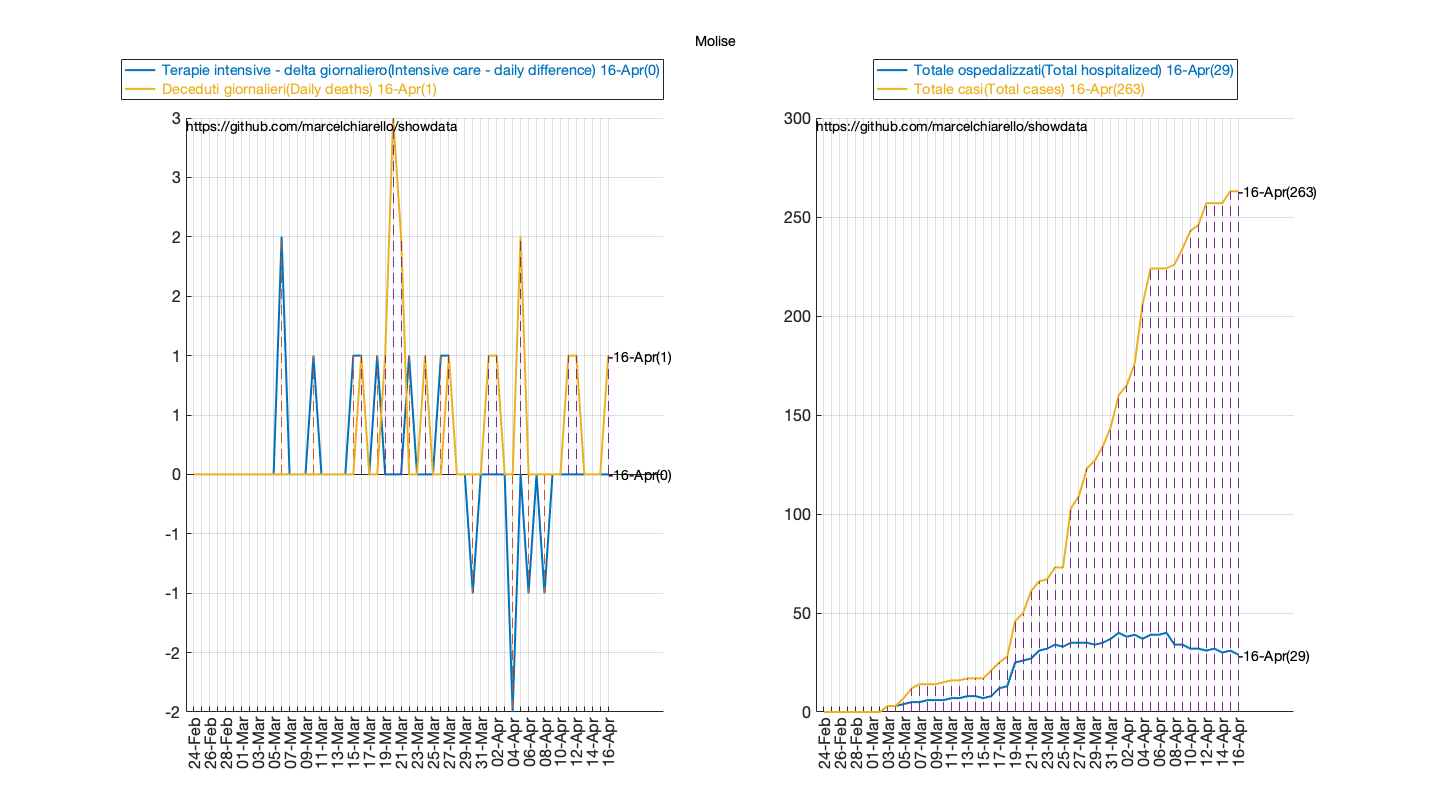 Molise
Terapie intensive - delta giornaliero(Intensive care - daily difference) 16-Apr(0)
Deceduti giornalieri(Daily deaths) 16-Apr(1)
https://github.com/marcelchiarello/showdata
3
3
2
2
1
1
0
-1
-1
-2
-2
16-Apr(1)
16-Apr(0)
24-Feb
26-Feb
28-Feb
01-Mar
03-Mar
05-Mar
07-Mar
09-Mar
11-Mar
13-Mar
15-Mar
17-Mar
19-Mar
21-Mar
23-Mar
25-Mar
27-Mar
29-Mar
31-Mar
02-Apr
04-Apr
06-Apr
08-Apr
10-Apr
12-Apr
14-Apr
16-Apr
Totale ospedalizzati(Total hospitalized) 16-Apr(29)
Totale casi(Total cases) 16-Apr(263)
https://github.com/marcelchiarello/showdata
300
250
200
150
100
50
0
16-Apr(263)
16-Apr(29)
24-Feb
26-Feb
28-Feb
01-Mar
03-Mar
05-Mar
07-Mar
09-Mar
11-Mar
13-Mar
15-Mar
17-Mar
19-Mar
21-Mar
23-Mar
25-Mar
27-Mar
29-Mar
31-Mar
02-Apr
04-Apr
06-Apr
08-Apr
10-Apr
12-Apr
14-Apr
16-Apr